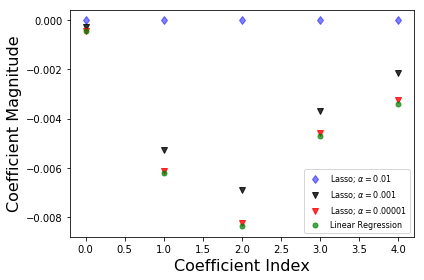 0.000
−0.002
−0.004
−0.006
−0.008
Coefficient Magnitude
0.0 0.5 1.0 1.5 2.0 2.5 3.0 3.5 4.0
Coefficient Index
Lasso; α = 0.01
Lasso; α = 0.001
Lasso; α = 0.00001
Linear Regression